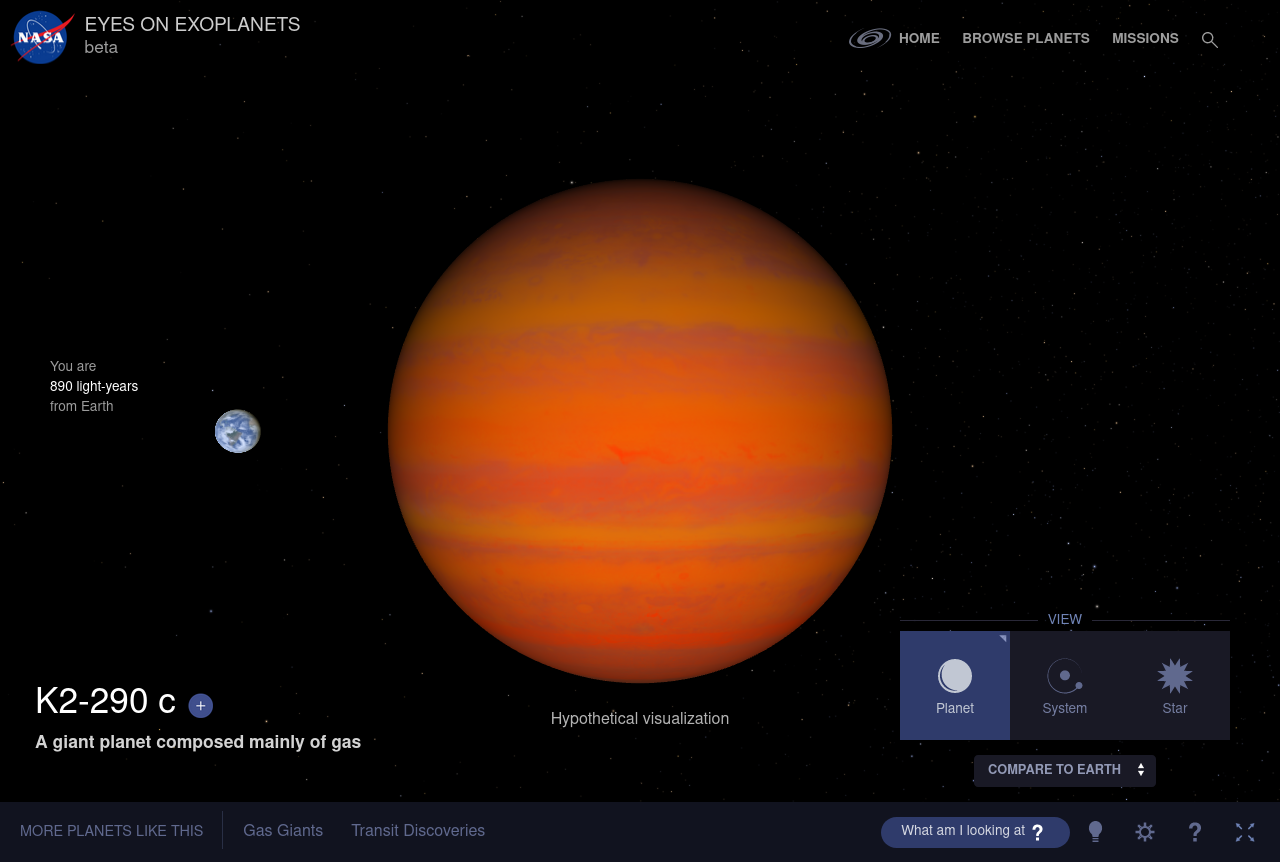 NASA
EYES ON EXOPLANETS
beta
HOME
BROWSE PLANETS
MISSIONS
You are
890 light-years
from Earth
K2-290 c
+
A giant planet composed mainly of gas
Hypothetical visualization
VIEW
Planet
System
Star
COMPARE TO EARTH
MORE PLANETS LIKE THIS
Gas Giants
Transit Discoveries
What am I looking at ?
?